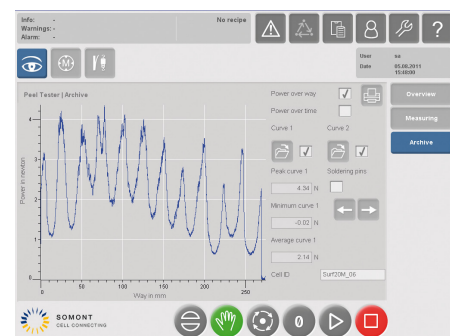 Info: -
Warnings: -
Alarm: -
No recipe
?
User sa
Date 05.08.2011
15:48:00
Peel Tester | Archive
Power over way
Power over time
Curve 1 Curve 2
Peak curve 1 Soldering pins
4.34 N
Minimum curve 1
-0.02 N
Average curve 1
2.14 N
Cell ID Surf20M_06
Overview
Measuring
Archive
Power in newton
4
3
2
1
0
0 50 100 150 200 250
Way in mm
M
SOMONT
CELL CONNECTING
0